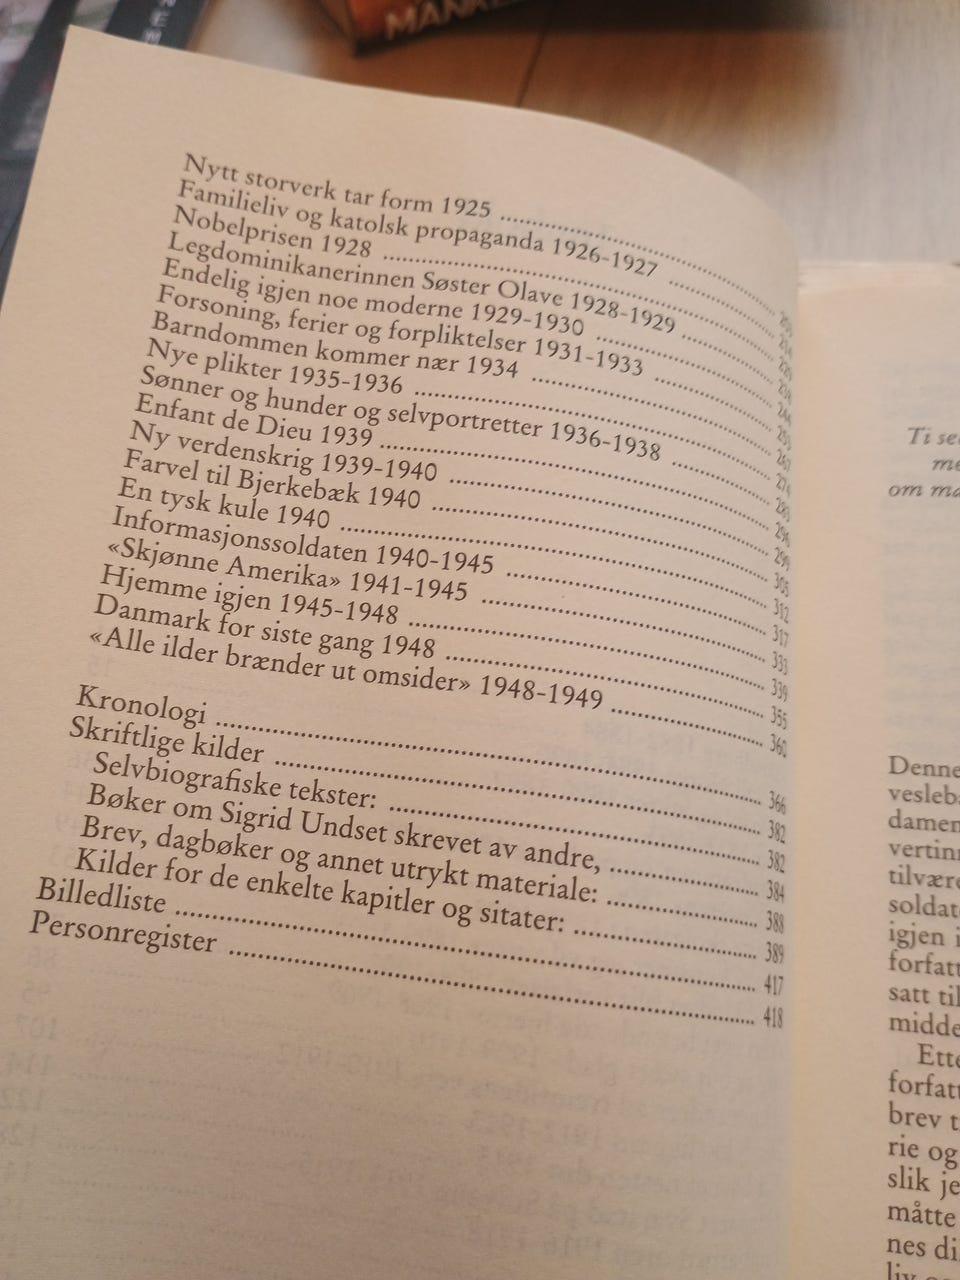 MANKE
Nytt storverk tar form 1925
Familieliv og katolsk propaganda 1926-1927
Nobelprisen 1928
Legdominikanerinnen Søster Olave 1928-1929
Endelig igjen noe moderne 1929-1930
Forsoning, ferier og forpliktelser 1931-1933
Barndommen kommer nær 1934
Nye plikter 1935-1936
Sønner og hunder og selvportretter 1936-1938
Enfant de Dieu 1939
Ny verdenskrig 1939-1940
Farvel til Bjerkebæk 1940 ........ 305
En tysk kule 1940 ........ 312
Informasjonssoldaten 1940-1945 ........ 317
«Skjønne Amerika» 1941-1945 ........ 333
Hjemme igjen 1945-1948 ........ 339
Danmark for siste gang 1948 ........ 355
«Alle ilder brænder ut omsider» 1948-1949 ........ 360
Kronologi ........ 366
Skriftlige kilder ........ 382
Selvbiografiske tekster: ........ 382
Bøker om Sigrid Undset skrevet av andre, ........ 384
Brev, dagbøker og annet utrykt materiale: ........ 388
Kilder for de enkelte kapitler og sitater: ........ 389
Billedliste ........ 417
Personregister ........ 418
Ti se
me
om ma
Denne
vesleb
damen
vertinn
tilvære
soldat
igjen i
forfatt
satt til
midde
Ette
forfatt
brev t
rie og
slik je
måtte
nes di